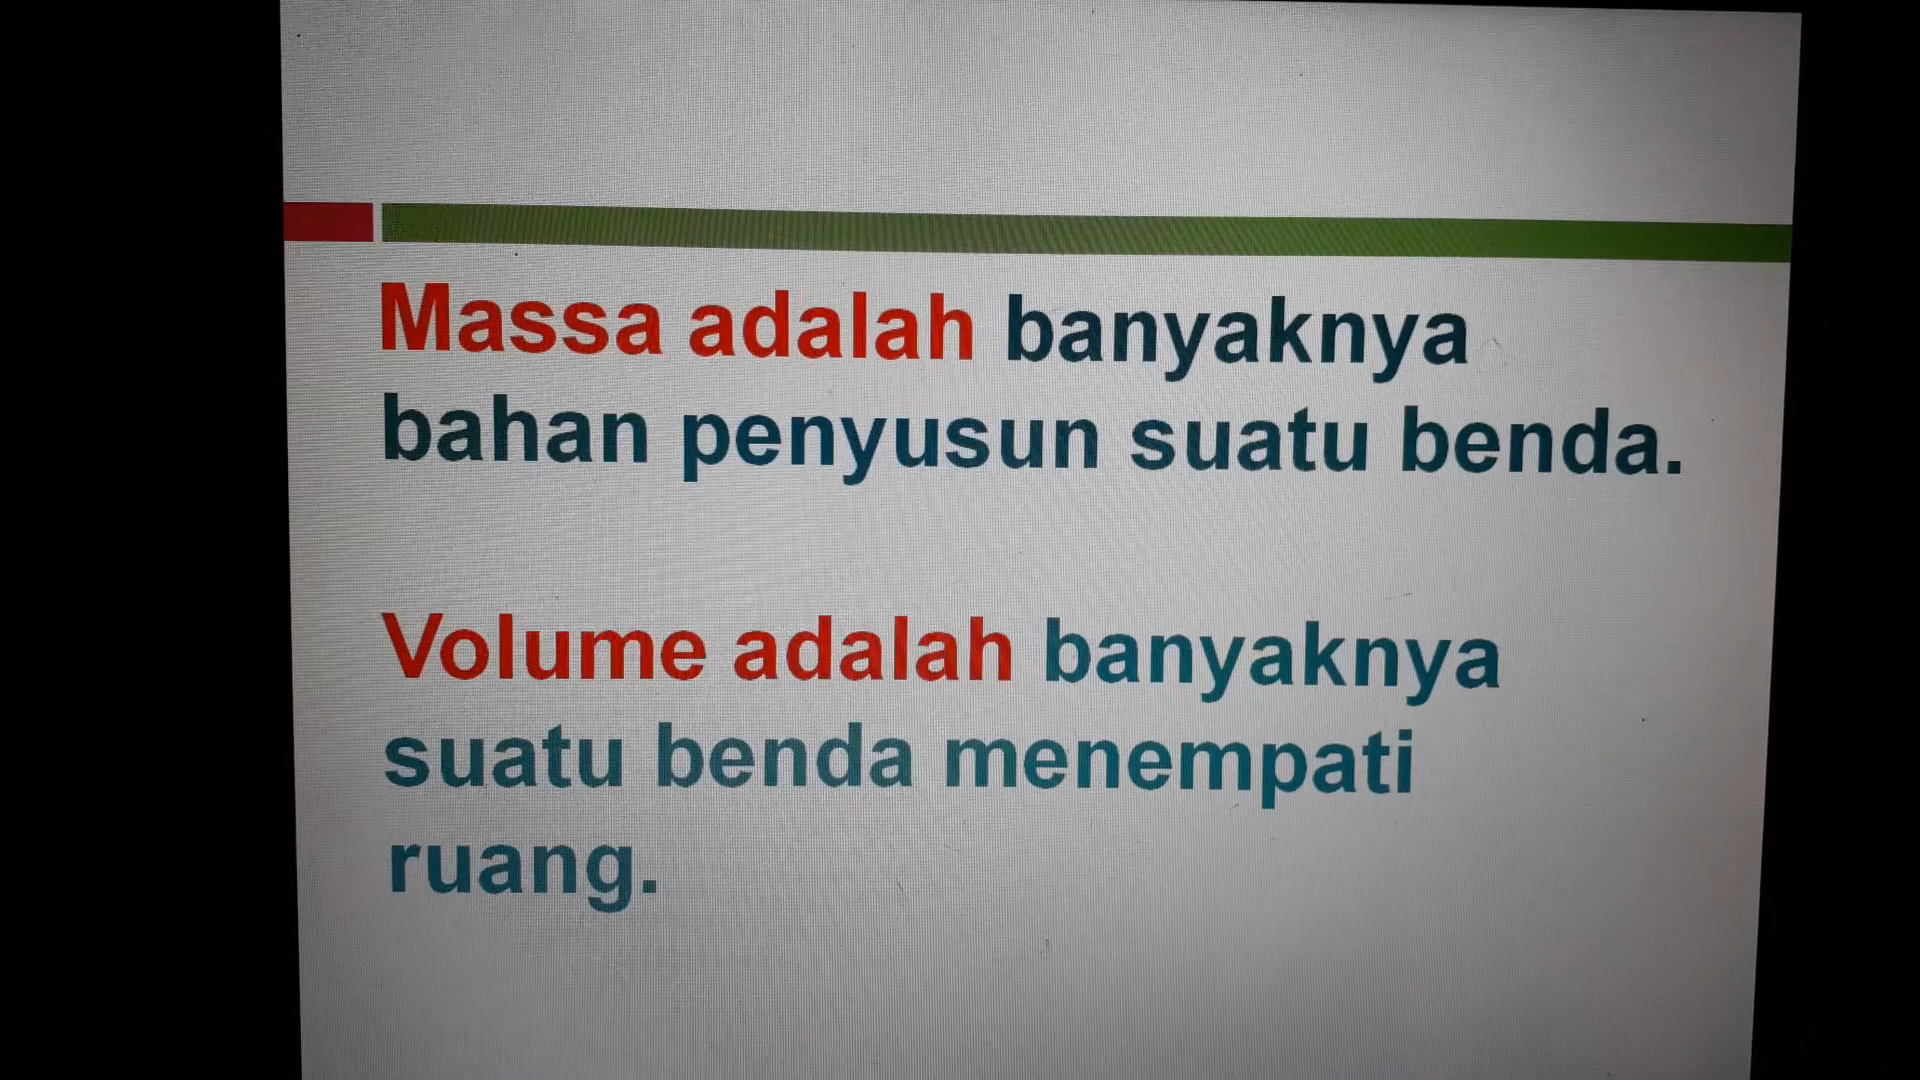 Massa adalah banyaknya
bahan penyusun suatu benda.
Volume adalah banyaknya
suatu benda menempati
ruang.